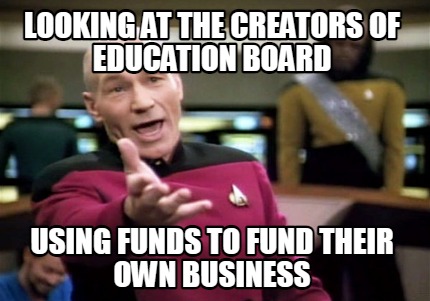 LOOKING AT THE CREATORS OF
EDUCATION BOARD
USING FUNDS TO FUND THEIR
OWN BUSINESS